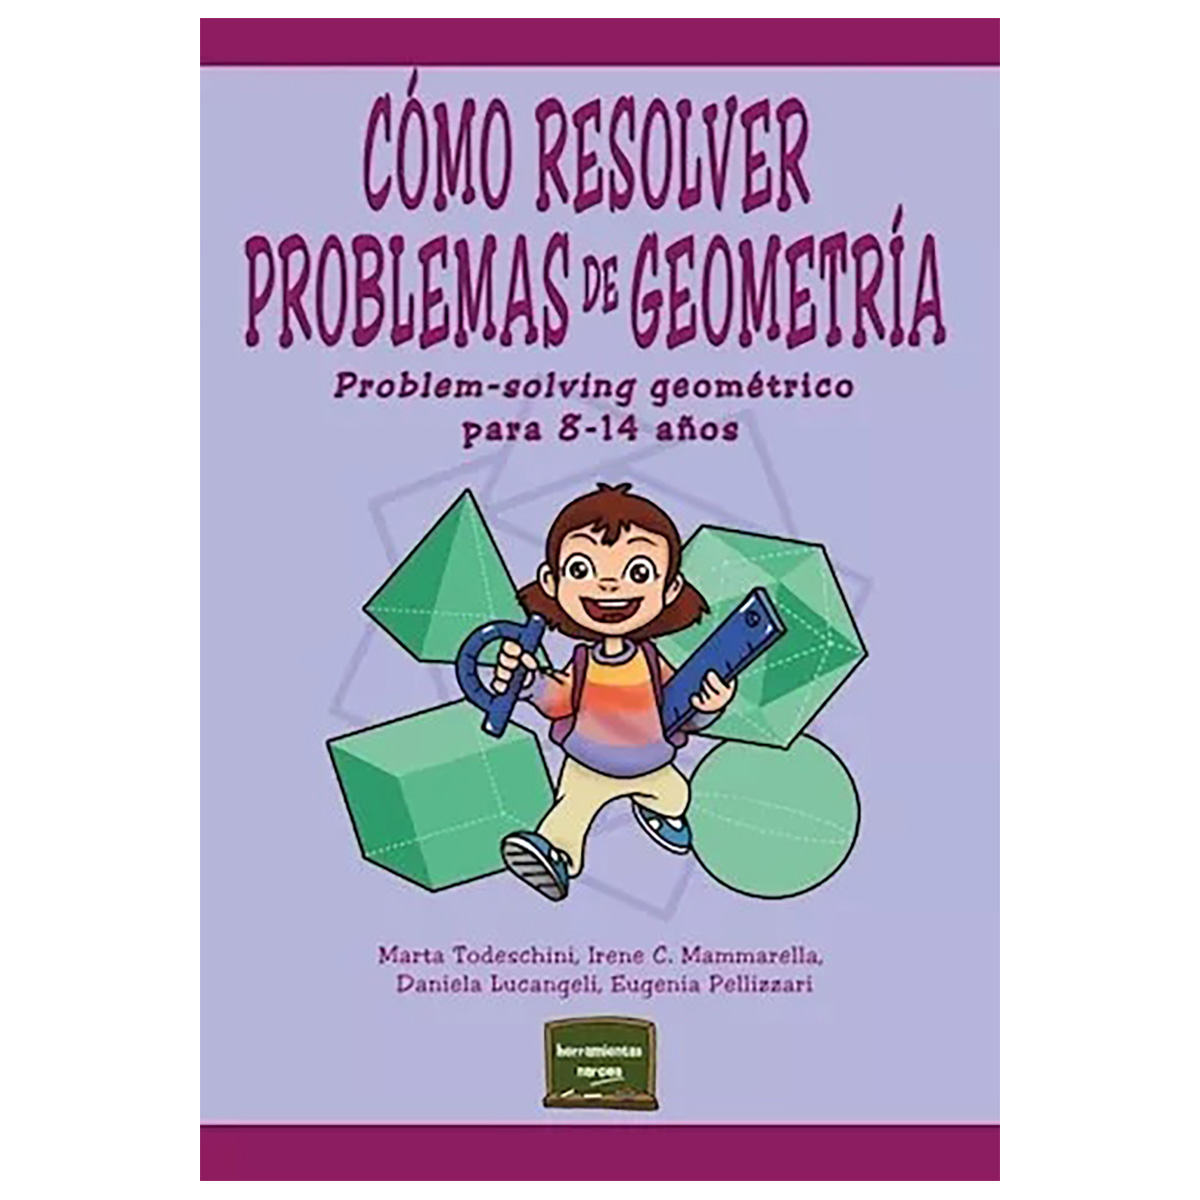 CÓMO RESOLVER
PROBLEMAS DE GEOMETRÍA
Problem-solving geométrico
para 8-14 años
Marta Todeschini, Irene C. Mammarella,
Daniela Lucangeli, Eugenia Pellizzari
herramientas
narcea